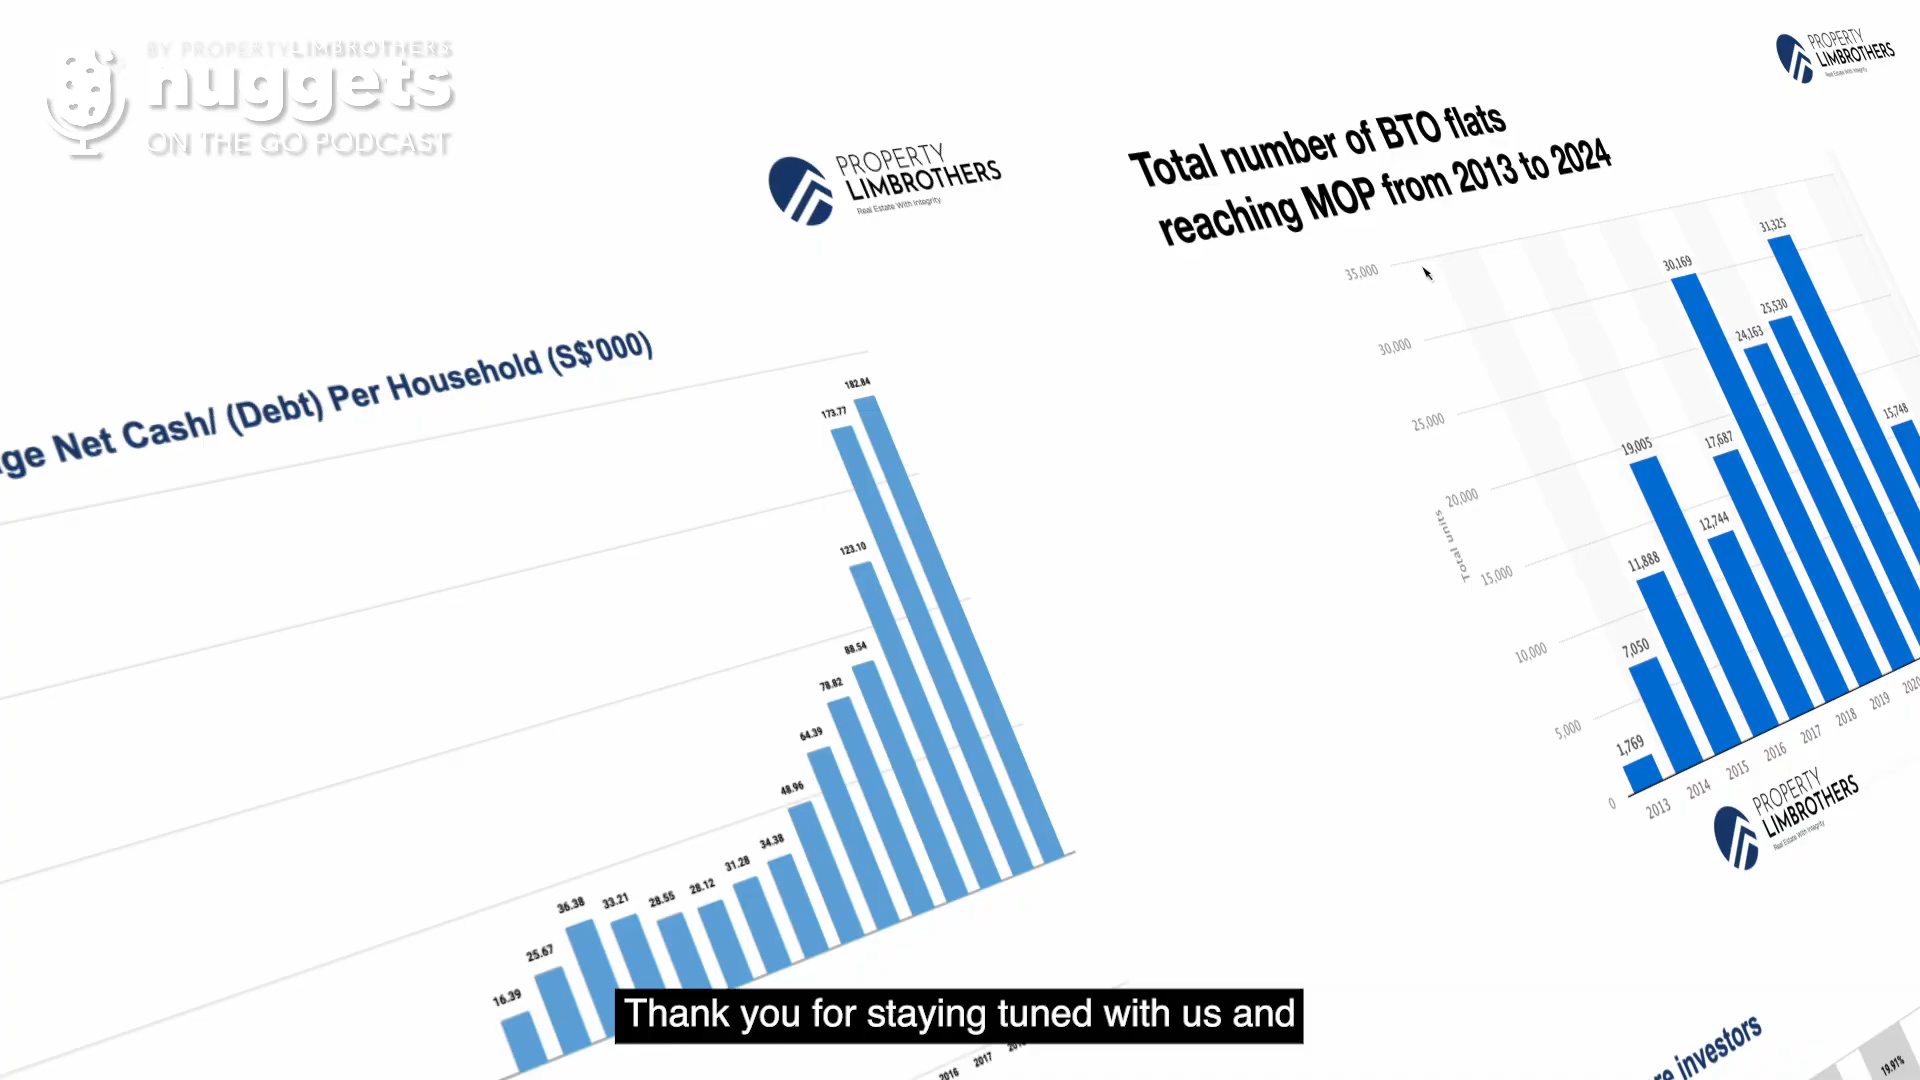 BY PROPERTYLIMBROTHERS
nuggets
ON THE GO PODCAST
PROPERTY
LIMBROTHERS
Real Estate With Integrity
ge Net Cash/ (Debt) Per Household (S$'000)
16.39
25.67
36.38
33.21
28.55
28.12
31.28
34.38
48.96
64.39
78.82
88.54
123.10
173.77
182.84
2016
2017
PROPERTY
LIMBROTHERS
Real Estate With Integrity
Total number of BTO flats
reaching MOP from 2013 to 2024
35,000
30,000
25,000
20,000
15,000
10,000
5,000
0
Total units
1,769
7,050
11,888
19,005
12,744
17,687
30,169
24,163
25,530
31,325
15,748
2013
2014
2015
2016
2017
2018
2019
2020
PROPERTY
LIMBROTHERS
Real Estate With Integrity
investors
19.91%
Thank you for staying tuned with us and